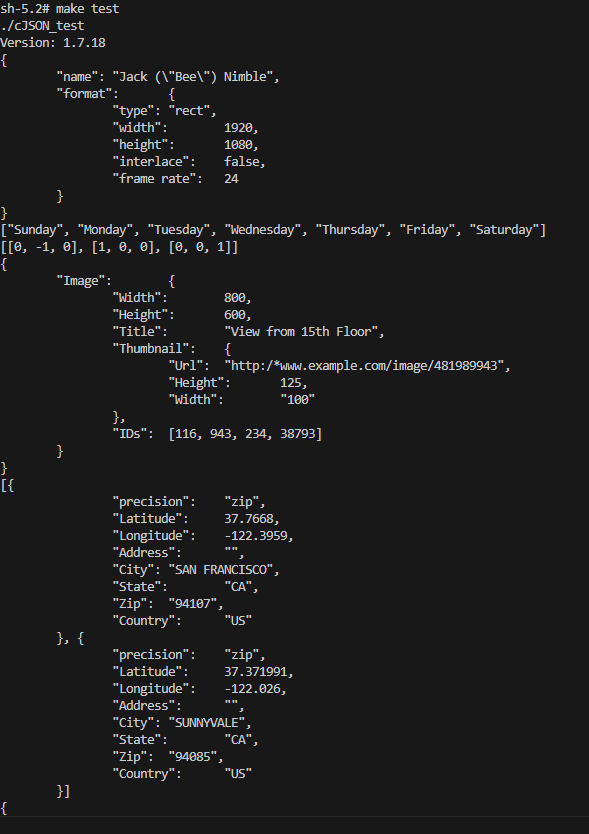 sh-5.2# make test
./cJSON_test
Version: 1.7.18
{
"name": "Jack (\"Bee\") Nimble",
"format": {
"type": "rect",
"width": 1920,
"height": 1080,
"interlace": false,
"frame rate": 24
}
}
["Sunday", "Monday", "Tuesday", "Wednesday", "Thursday", "Friday", "Saturday"]
[[0, -1, 0], [1, 0, 0], [0, 0, 1]]
{
"Image": {
"Width": 800,
"Height": 600,
"Title": "View from 15th Floor",
"Thumbnail": {
"Url": "http:/*www.example.com/image/481989943",
"Height": 125,
"Width": "100"
},
"IDs": [116, 943, 234, 38793]
}
}
[{
"precision": "zip",
"Latitude": 37.7668,
"Longitude": -122.3959,
"Address": "",
"City": "SAN FRANCISCO",
"State": "CA",
"Zip": "94107",
"Country": "US"
}, {
"precision": "zip",
"Latitude": 37.371991,
"Longitude": -122.026,
"Address": "",
"City": "SUNNYVALE",
"State": "CA",
"Zip": "94085",
"Country": "US"
}]
{